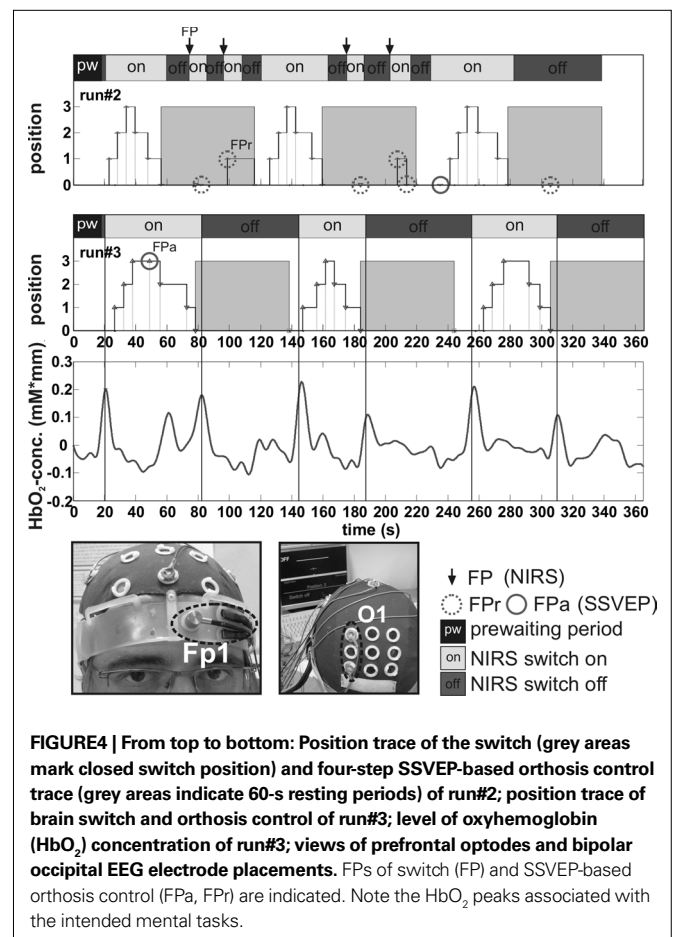 FP
pw on off on off on off on off on off on off on off
run#2
position
3
2
1
0
FPr
pw on off on off on off
run#3
FPa
position
3
2
1
0
0 20 40 60 80 100 120 140 160 180 200 220 240 260 280 300 320 340 360
HbO2-conc. (mM*mm)
0.3
0.2
0.1
0
-0.1
-0.2
0 20 40 60 80 100 120 140 160 180 200 220 240 260 280 300 320 340 360
time (s)
Fp1
OFF
O1
FP (NIRS)
FPr FPa (SSVEP)
pw prewaiting period
on NIRS switch on
off NIRS switch off
FIGURE4 | From top to bottom: Position trace of the switch (grey areas
mark closed switch position) and four-step SSVEP-based orthosis control
trace (grey areas indicate 60-s resting periods) of run#2; position trace of
brain switch and orthosis control of run#3; level of oxyhemoglobin
(HbO2) concentration of run#3; views of prefrontal optodes and bipolar
occipital EEG electrode placements. FPs of switch (FP) and SSVEP-based
orthosis control (FPa, FPr) are indicated. Note the HbO2 peaks associated with
the intended mental tasks.